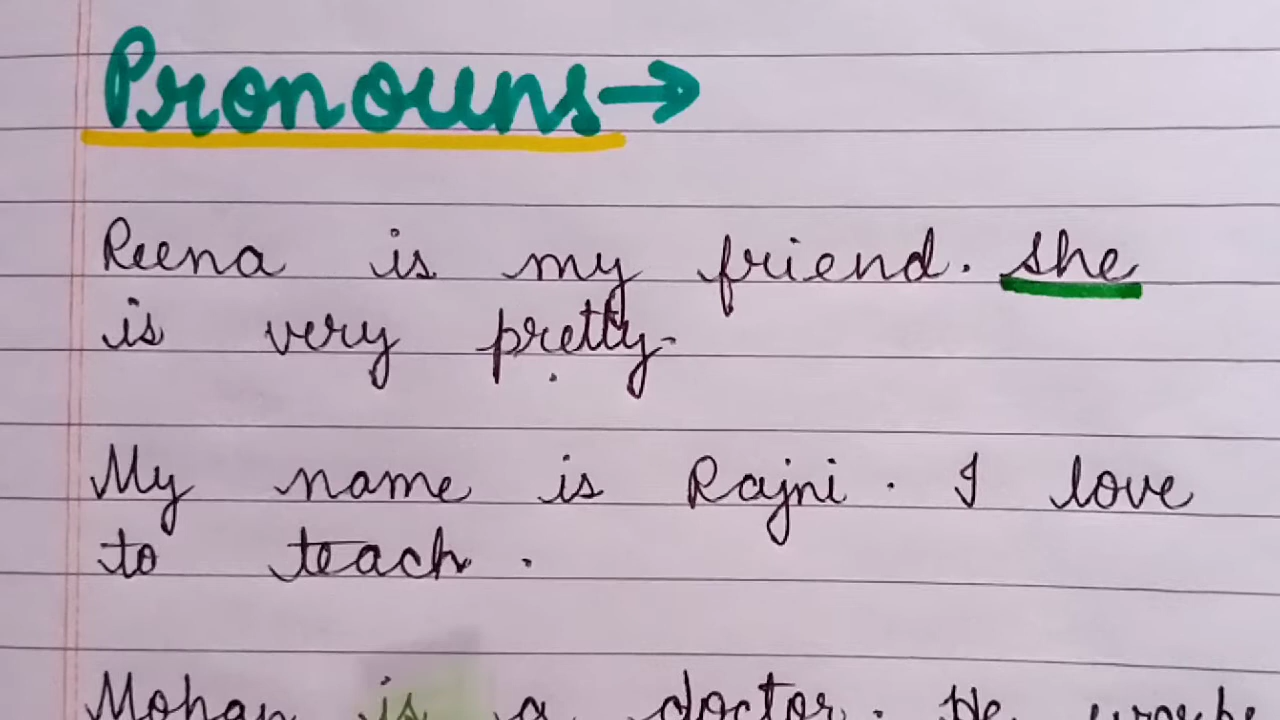 Pronouns→
Reena is my friend. she
is very pretty.
My name is Rajni. I love
to teach.
Mohan is a doctor. He